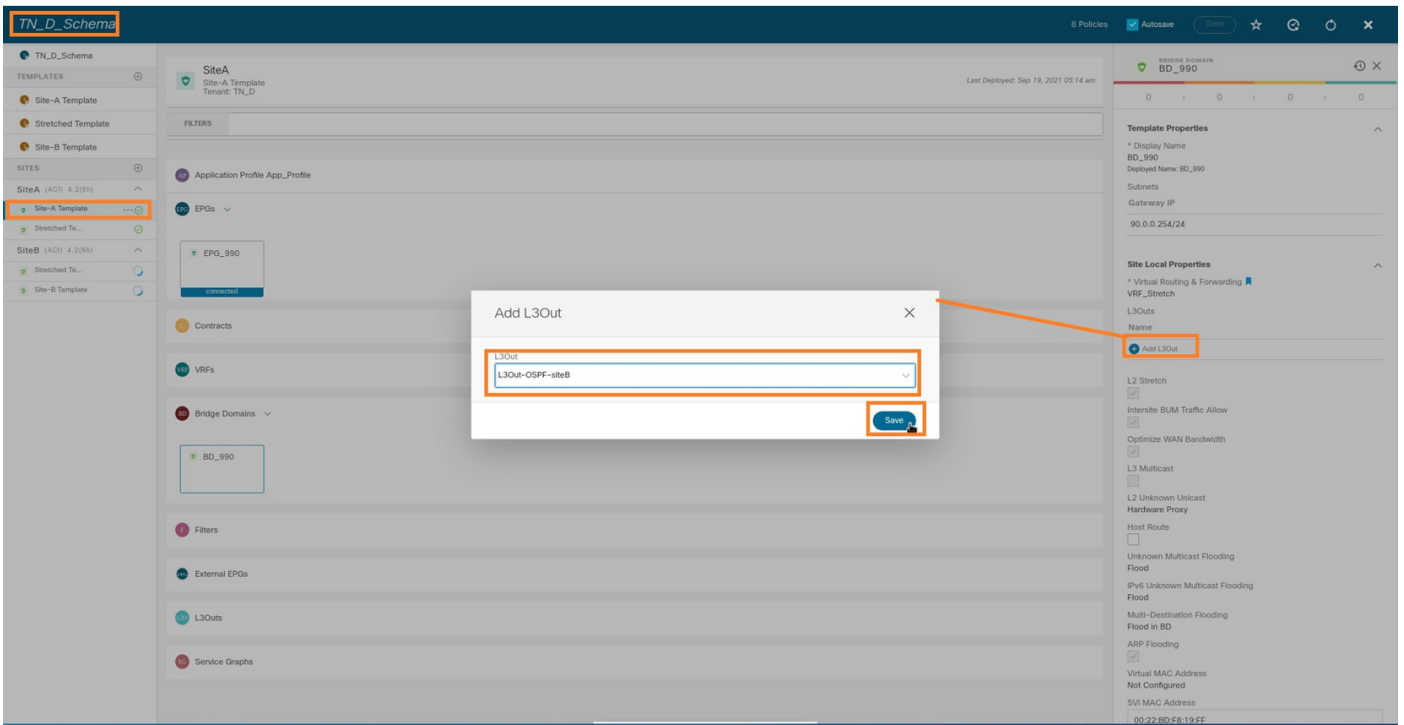 TN_D_Schema
8 Policies
Autosave
Save
TN_D_Schema
TEMPLATES
Site-A Template
Stretched Template
Site-B Template
SITES
SiteA (ACI) 4.2(6h)
Site-A Template
Stretched Te...
SiteB (ACI) 4.2(6h)
Stretched Te...
Site-B Template
SiteA
Site-A Template
Tenant: TN_D
Last Deployed: Sep 19, 2021 05:14 am
FILTERS
AP Application Profile App_Profile
EPG EPGs
EPG_990
connected
Contracts
VRF VRFs
BD Bridge Domains
BD_990
F Filters
External EPGs
L3O L3Outs
SG Service Graphs
Add L3Out
L3Out
L3Out-OSPF-siteB
Save
BRIDGE DOMAIN
BD_990
0 0 0 0
Template Properties
* Display Name
BD_990
Deployed Name: BD_990
Subnets
Gateway IP
90.0.0.254/24
Site Local Properties
* Virtual Routing & Forwarding
VRF_Stretch
L3Outs
Name
Add L3Out
L2 Stretch
Intersite BUM Traffic Allow
Optimize WAN Bandwidth
L3 Multicast
L2 Unknown Unicast
Hardware Proxy
Host Route
Unknown Multicast Flooding
Flood
IPv6 Unknown Multicast Flooding
Flood
Multi-Destination Flooding
Flood in BD
ARP Flooding
Virtual MAC Address
Not Configured
SVI MAC Address
00:22:BD:F8:19:FF